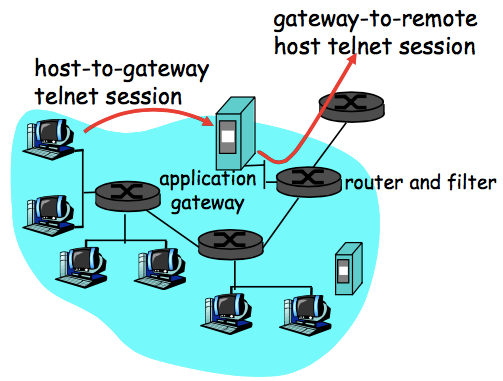 gateway-to-remote
host telnet session
host-to-gateway
telnet session
application
gateway
router and filter